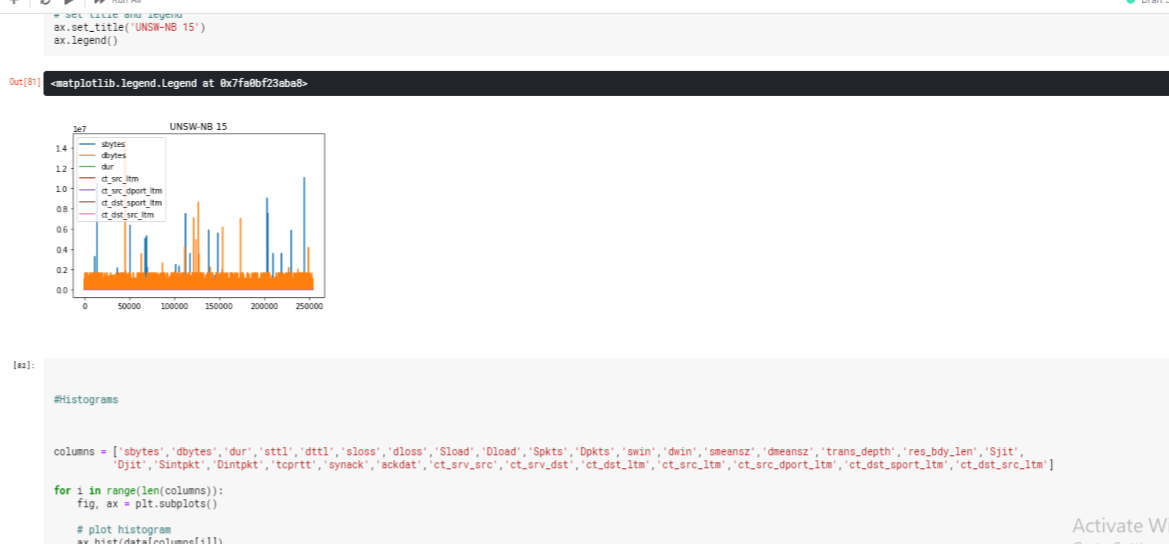 Run All
Draft S
# set title and legend
ax.set_title('UNSW-NB 15')
ax.legend()
Out[81]
<matplotlib.legend.Legend at 0x7fa0bf23aba8>
1e7
UNSW-NB 15
1.4
1.2
1.0
0.8
0.6
0.4
0.2
0.0
sbytes
dbytes
dur
ct_src_ltm
ct_src_dport_ltm
ct_dst_sport_ltm
ct_dst_src_ltm
0 50000 100000 150000 200000 250000
[82]:
#Histograms
columns = ['sbytes','dbytes','dur','sttl','dttl','sloss','dloss','Sload','Dload','Spkts','Dpkts','swin','dwin','smeansz','dmeansz','trans_depth','res_bdy_len','Sjit',
'Djit','Sintpkt','Dintpkt','tcprtt','synack','ackdat','ct_srv_src','ct_srv_dst','ct_dst_ltm','ct_src_ltm','ct_src_dport_ltm','ct_dst_sport_ltm','ct_dst_src_ltm']
for i in range(len(columns)):
fig, ax = plt.subplots()
# plot histogram
ax.hist(data[columns[i]])
Activate Wi